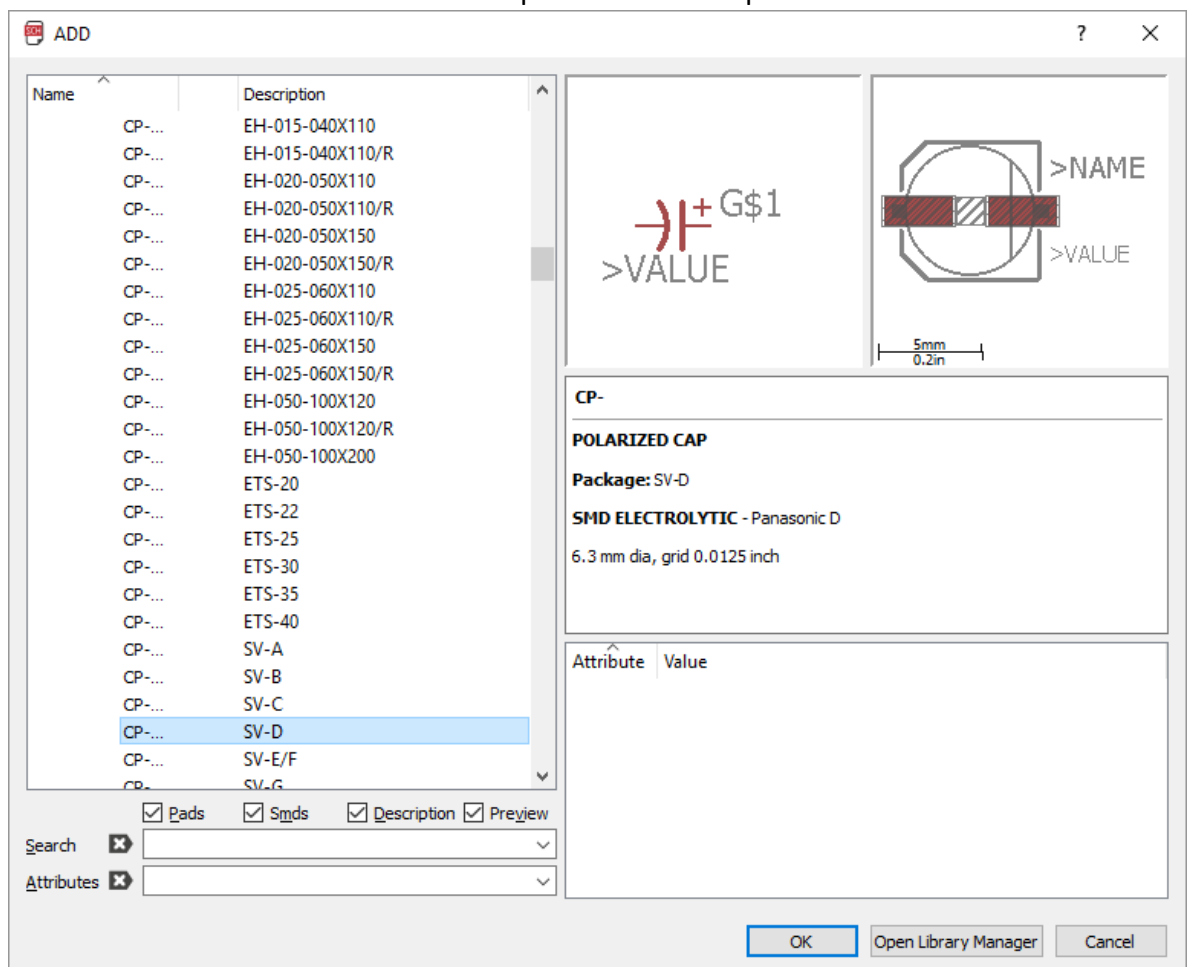 SCH ADD ? ×
Name Description
CP-... EH-015-040X110
CP-... EH-015-040X110/R
CP-... EH-020-050X110
CP-... EH-020-050X110/R
CP-... EH-020-050X150
CP-... EH-020-050X150/R
CP-... EH-025-060X110
CP-... EH-025-060X110/R
CP-... EH-025-060X150
CP-... EH-025-060X150/R
CP-... EH-050-100X120
CP-... EH-050-100X120/R
CP-... EH-050-100X200
CP-... ETS-20
CP-... ETS-22
CP-... ETS-25
CP-... ETS-30
CP-... ETS-35
CP-... ETS-40
CP-... SV-A
CP-... SV-B
CP-... SV-C
CP-... SV-D
CP-... SV-E/F
CP-... SV-G
Pads Smds Description Preview
Search
Attributes
+ G$1
>VALUE
>NAME
>VALUE
5mm
0.2in
CP-
POLARIZED CAP
Package: SV-D
SMD ELECTROLYTIC - Panasonic D
6.3 mm dia, grid 0.0125 inch
Attribute Value
OK Open Library Manager Cancel